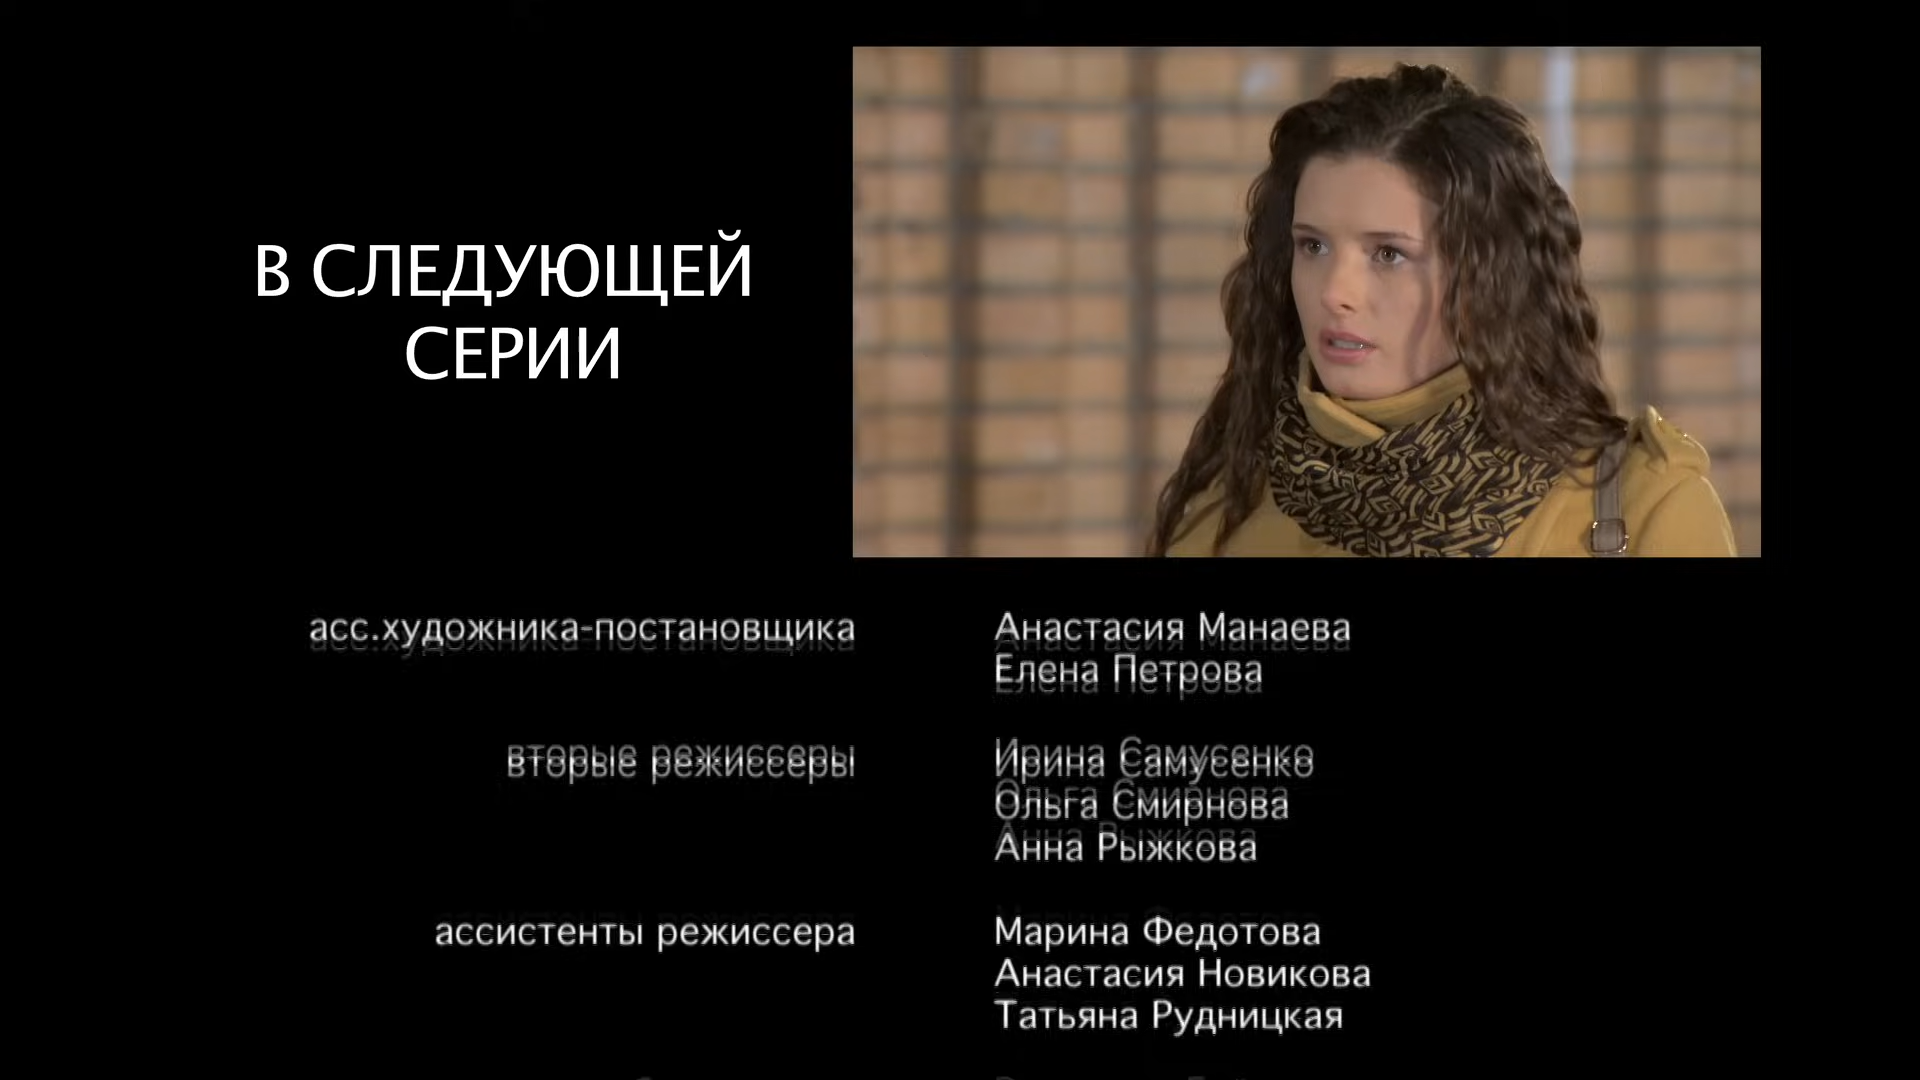 В СЛЕДУЮЩЕЙ
СЕРИИ
асс.художника-постановщика Анастасия Манаева
Елена Петрова
вторые режиссеры Ирина Самусенко
Ольга Смирнова
Анна Рыжкова
ассистенты режиссера Марина Федотова
Анастасия Новикова
Татьяна Рудницкая